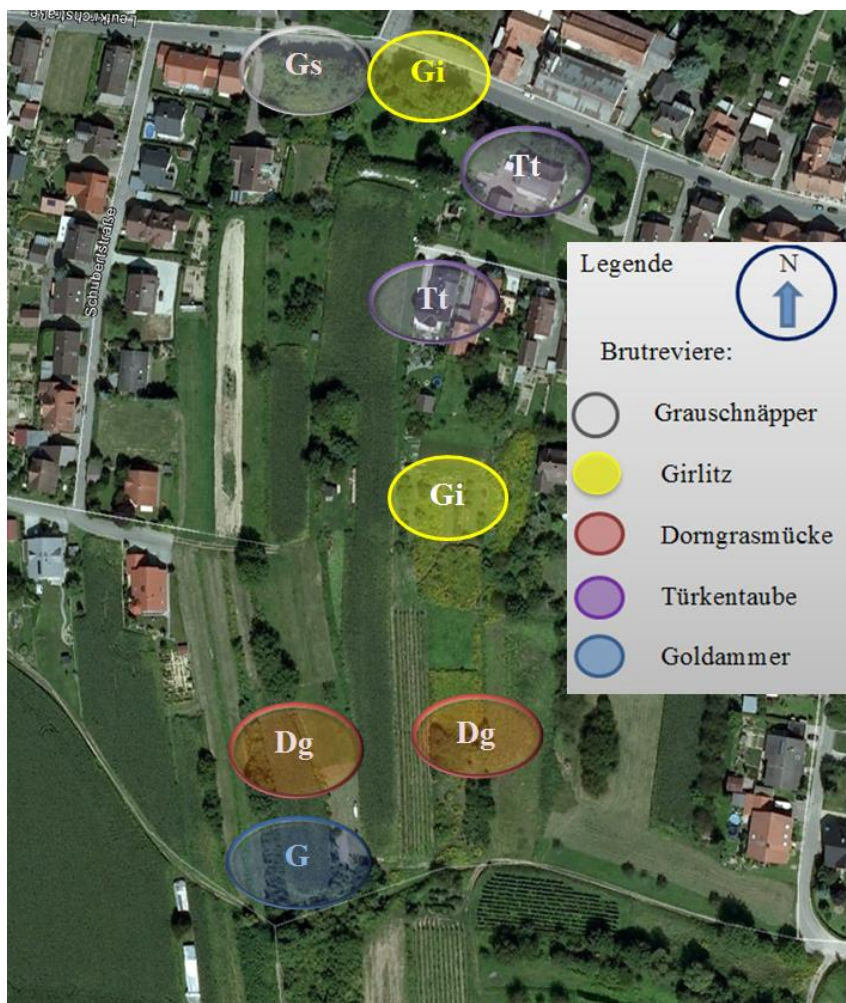 Leutkirchstraße
Gs
Gi
Tt
Schubertstraße
Tt
Gi
Dg
Dg
G
Legende
N
Brutreviere:
Grauschnäpper
Girlitz
Dorngrasmücke
Türkentaube
Goldammer